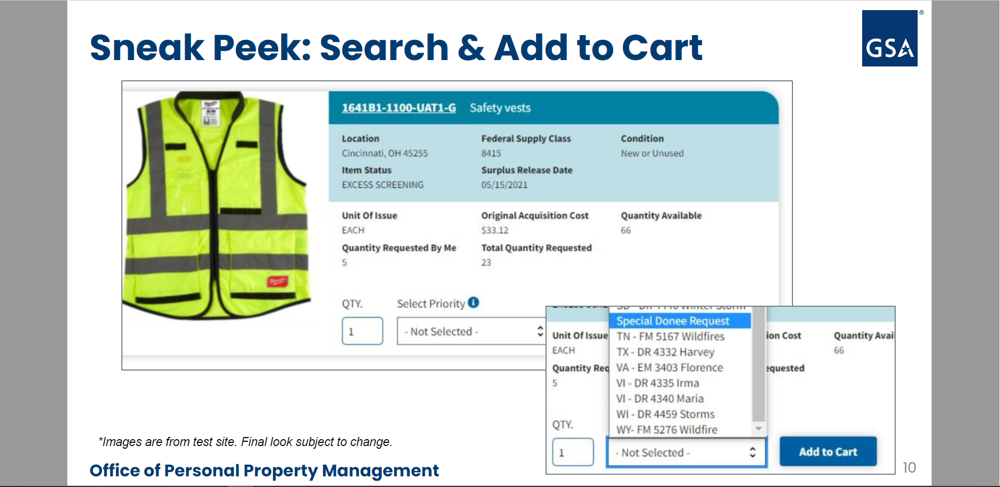 Sneak Peek: Search & Add to Cart
GSA
®
1641B1-1100-UAT1-G Safety vests
Location Federal Supply Class Condition
Cincinnati, OH 45255 8415 New or Unused
Item Status Surplus Release Date
EXCESS SCREENING 05/15/2021
Unit Of Issue Original Acquisition Cost Quantity Available
EACH $33.12 66
Quantity Requested By Me Total Quantity Requested
5 23
QTY. Select Priority i
1 - Not Selected -
Winter Storm
Special Donee Request
Unit Of Issue TN - FM 5167 Wildfires ion Cost Quantity Avai
EACH TX - DR 4332 Harvey 66
Quantity Req VA - EM 3403 Florence equested
5 VI - DR 4335 Irma
VI - DR 4340 Maria
WI - DR 4459 Storms
QTY. WY- FM 5276 Wildfire
1 - Not Selected - Add to Cart
*Images are from test site. Final look subject to change.
Office of Personal Property Management
10